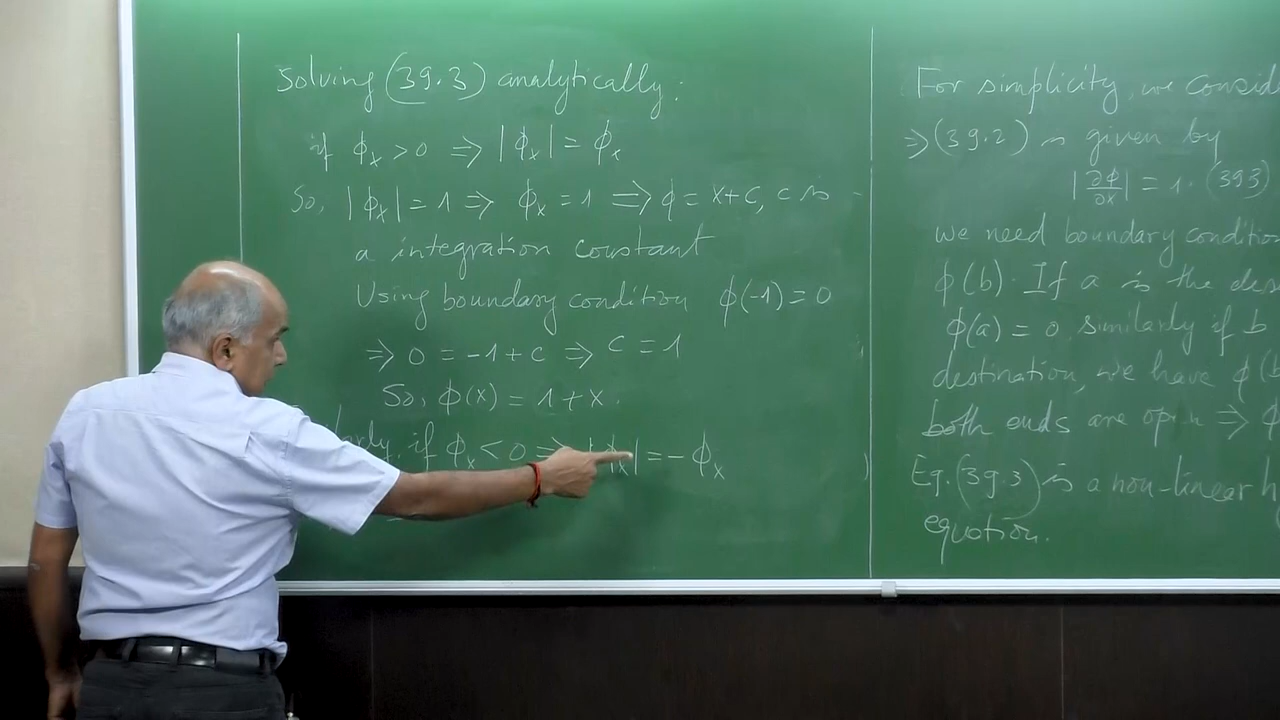 Solving (39.3) analytically:
if ϕₓ > 0 ⇒ |ϕₓ| = ϕₓ
So, |ϕₓ| = 1 ⇒ ϕₓ = 1 ⇒ ϕ = x+c, c is
a integration constant
Using boundary condition ϕ(-1) = 0
⇒ 0 = -1 + c ⇒ c = 1
So, ϕ(x) = 1 + x.
if ϕₓ < 0 ⇒ |ϕₓ| = - ϕₓ
For simplicity, we
⇒ (39.2) is given by
|∂ϕ/∂x| = 1. (39.3)
we need boundary
ϕ(b). If a is the
ϕ(a) = 0. similarly if b
destination, we have
both ends are open ⇒
Eq. (39.3) is a non-linear
equation.